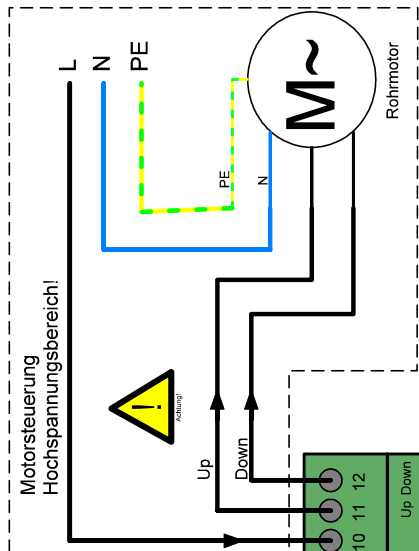 L
N
PE
M~
Rohrmotor
PE
N
Motorsteuerung
Hochspannungsbereich!
!
Achtung!
Up
Down
12
11
10
Up Down